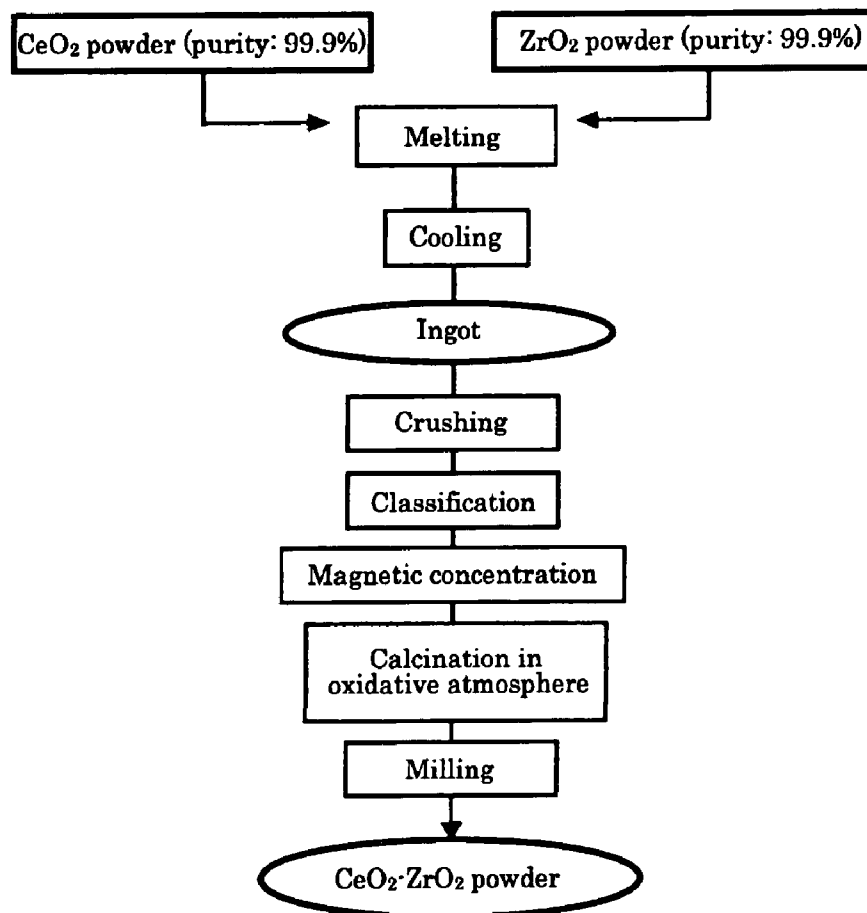 CeO₂ powder (purity: 99.9%)
ZrO₂ powder (purity: 99.9%)
Melting
Cooling
Ingot
Crushing
Classification
Magnetic concentration
Calcination in
oxidative atmosphere
Milling
CeO₂·ZrO₂ powder